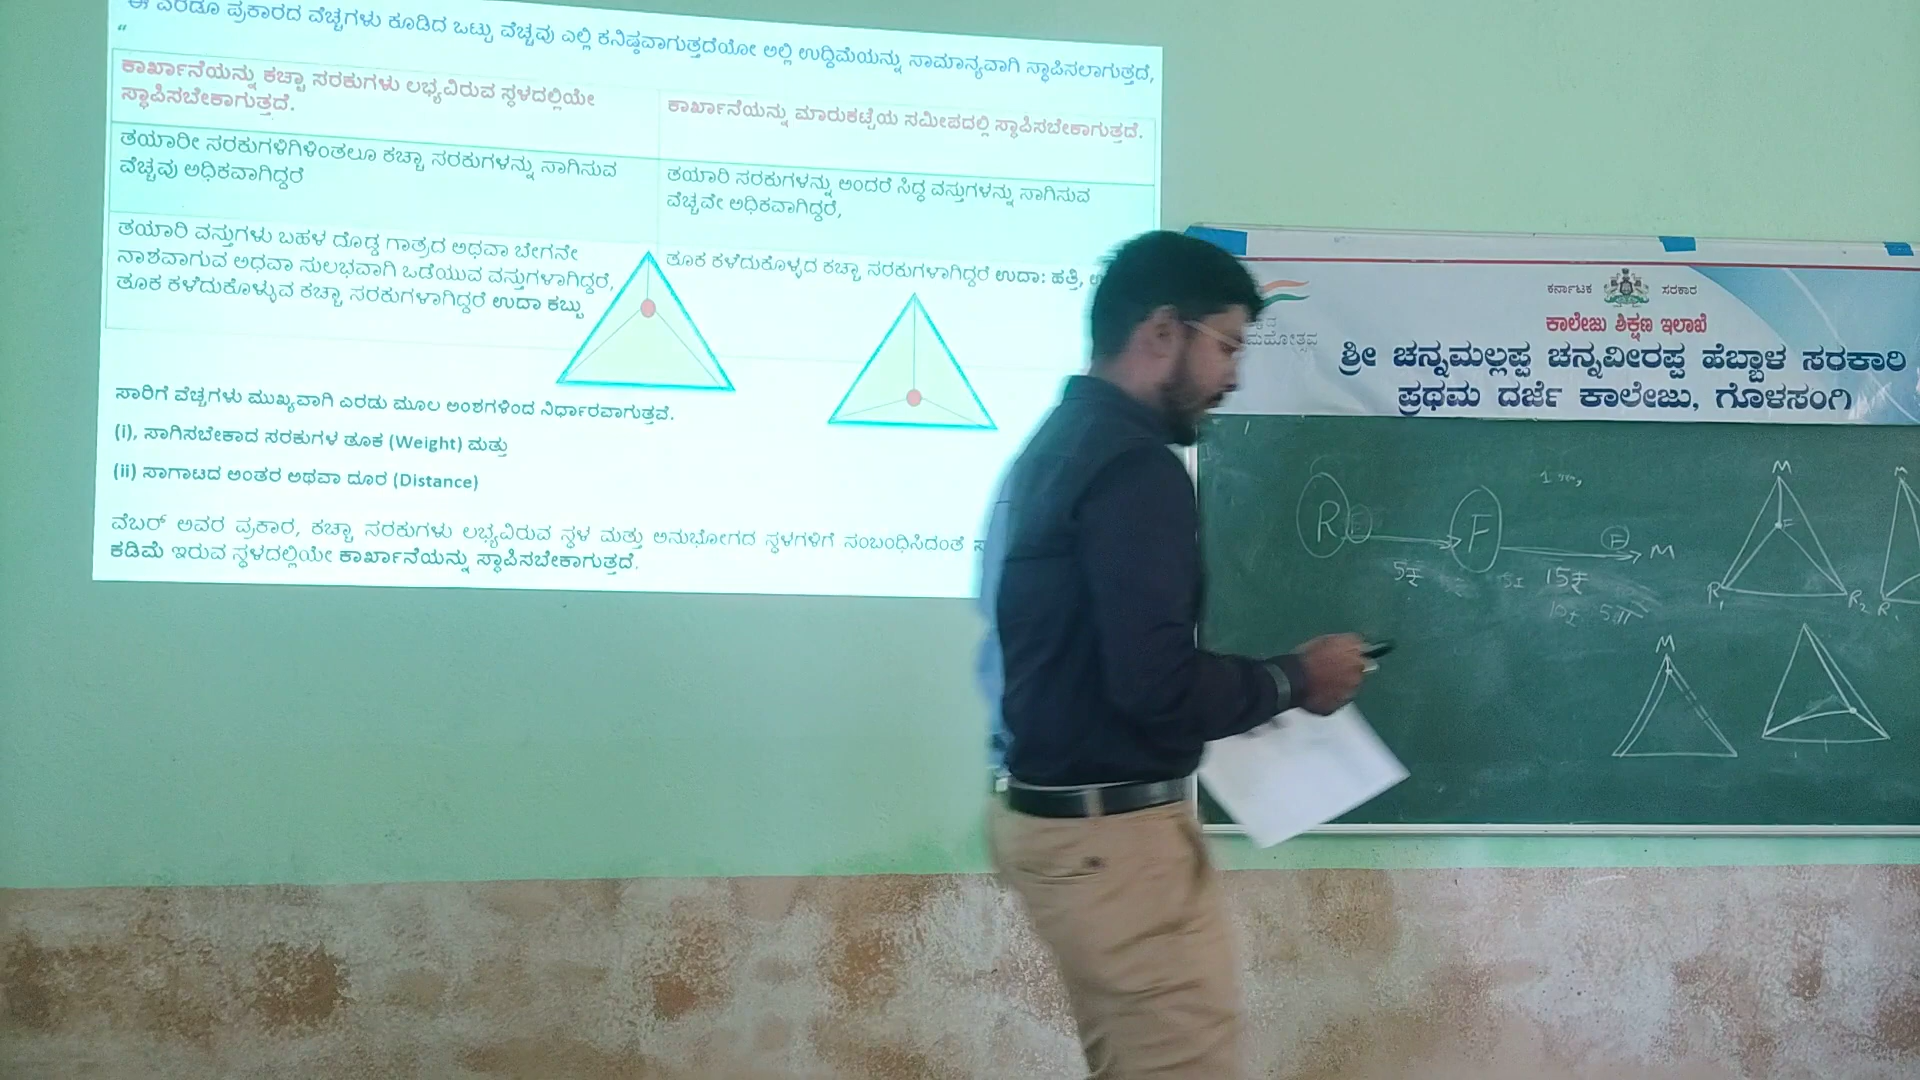 ಈ ಎರಡೂ ಪ್ರಕಾರದ ವೆಚ್ಚಗಳು ಕೂಡಿದ ಒಟ್ಟು ವೆಚ್ಚವು ಎಲ್ಲಿ ಕನಿಷ್ಠವಾಗುತ್ತದೆಯೋ ಅಲ್ಲಿ ಉದ್ದಿಮೆಯನ್ನು ಸಾಮಾನ್ಯವಾಗಿ ಸ್ಥಾಪಿಸಲಾಗುತ್ತದೆ,
“
ಕಾರ್ಖಾನೆಯನ್ನು ಕಚ್ಚಾ ಸರಕುಗಳು ಲಭ್ಯವಿರುವ ಸ್ಥಳದಲ್ಲಿಯೇ
ಸ್ಥಾಪಿಸಬೇಕಾಗುತ್ತದೆ.
ಕಾರ್ಖಾನೆಯನ್ನು ಮಾರುಕಟ್ಟೆಯ ಸಮೀಪದಲ್ಲಿ ಸ್ಥಾಪಿಸಬೇಕಾಗುತ್ತದೆ.
ತಯಾರೀ ಸರಕುಗಳಿಗಿಳಿಂತಲೂ ಕಚ್ಚಾ ಸರಕುಗಳನ್ನು ಸಾಗಿಸುವ
ವೆಚ್ಚವು ಅಧಿಕವಾಗಿದ್ದರೆ
ತಯಾರಿ ಸರಕುಗಳನ್ನು ಅಂದರೆ ಸಿದ್ಧ ವಸ್ತುಗಳನ್ನು ಸಾಗಿಸುವ
ವೆಚ್ಚವೇ ಅಧಿಕವಾಗಿದ್ದರೆ,
ತಯಾರಿ ವಸ್ತುಗಳು ಬಹಳ ದೊಡ್ಡ ಗಾತ್ರದ ಅಥವಾ ಬೇಗನೇ
ನಾಶವಾಗುವ ಅಥವಾ ಸುಲಭವಾಗಿ ಒಡೆಯುವ ವಸ್ತುಗಳಾಗಿದ್ದರೆ,
ತೂಕ ಕಳೆದುಕೊಳ್ಳುವ ಕಚ್ಚಾ ಸರಕುಗಳಾಗಿದ್ದರೆ ಉದಾ ಕಬ್ಬು
ತೂಕ ಕಳೆದುಕೊಳ್ಳದ ಕಚ್ಚಾ ಸರಕುಗಳಾಗಿದ್ದರೆ ಉದಾ: ಹತ್ತಿ,
ಸಾರಿಗೆ ವೆಚ್ಚಗಳು ಮುಖ್ಯವಾಗಿ ಎರಡು ಮೂಲ ಅಂಶಗಳಿಂದ ನಿರ್ಧಾರವಾಗುತ್ತವೆ.
(i), ಸಾಗಿಸಬೇಕಾದ ಸರಕುಗಳ ತೂಕ (Weight) ಮತ್ತು
(ii) ಸಾಗಾಟದ ಅಂತರ ಅಥವಾ ದೂರ (Distance)
ವೆಬರ್ ಅವರ ಪ್ರಕಾರ, ಕಚ್ಚಾ ಸರಕುಗಳು ಲಭ್ಯವಿರುವ ಸ್ಥಳ ಮತ್ತು ಅನುಭೋಗದ ಸ್ಥಳಗಳಿಗೆ ಸಂಬಂಧಿಸಿದಂತೆ
ಕಡಿಮೆ ಇರುವ ಸ್ಥಳದಲ್ಲಿಯೇ ಕಾರ್ಖಾನೆಯನ್ನು ಸ್ಥಾಪಿಸಬೇಕಾಗುತ್ತದೆ.
ಕರ್ನಾಟಕ ಸರಕಾರ
ಕಾಲೇಜು ಶಿಕ್ಷಣ ಇಲಾಖೆ
ಮಹೋತ್ಸವ
ಶ್ರೀ ಚನ್ನಮಲ್ಲಪ್ಪ ಚನ್ನವೀರಪ್ಪ ಹೆಬ್ಬಾಳ ಸರಕಾರಿ
ಪ್ರಥಮ ದರ್ಜೆ ಕಾಲೇಜು, ಗೊಳಸಂಗಿ
R F F M
5₹ 15₹
M
F
R₁ R₂
M
R₁
M